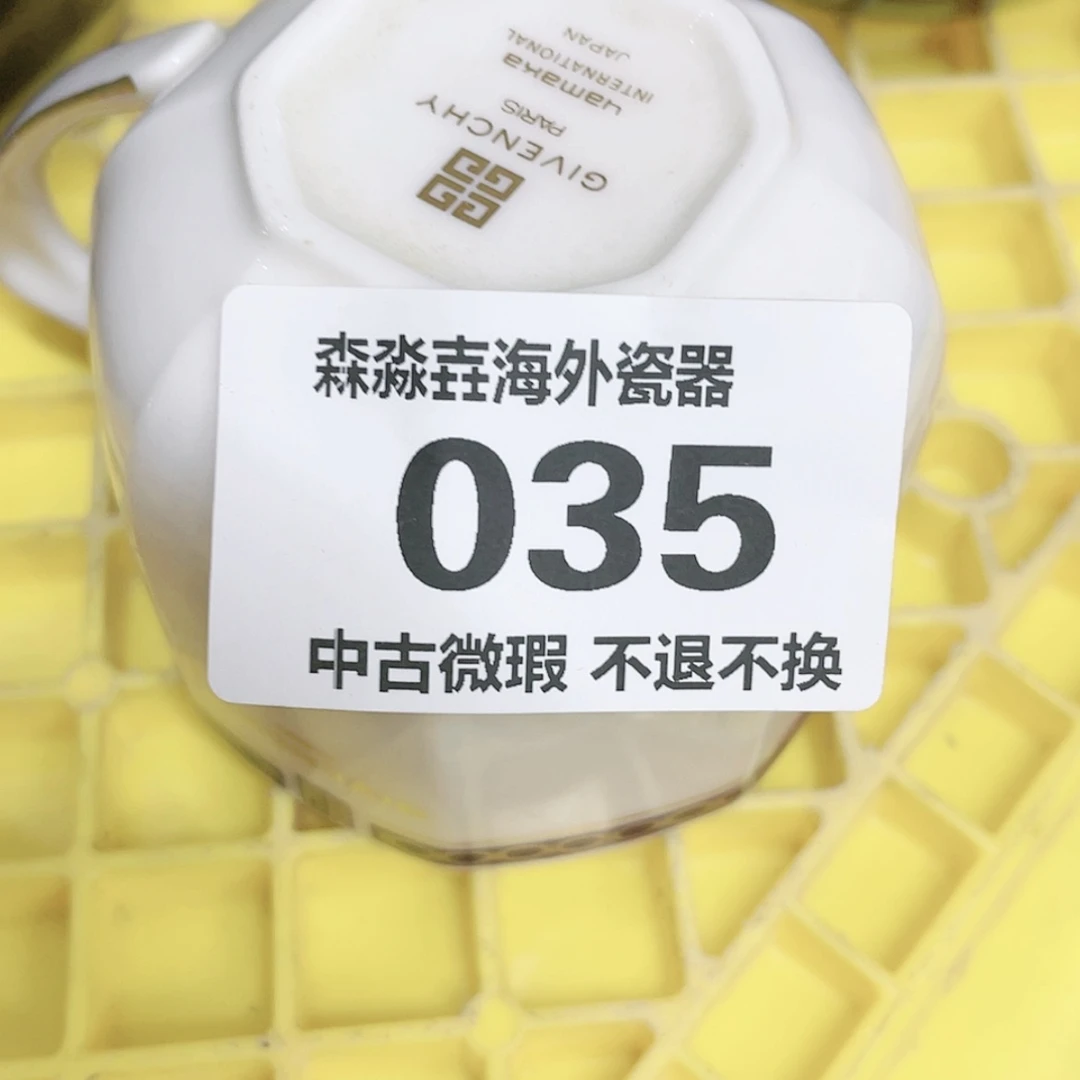 GIVENCHY
PARIS
yamaka
INTERNATIONAL
JAPAN
森淼壵海外瓷器
035
中古微瑕 不退不换